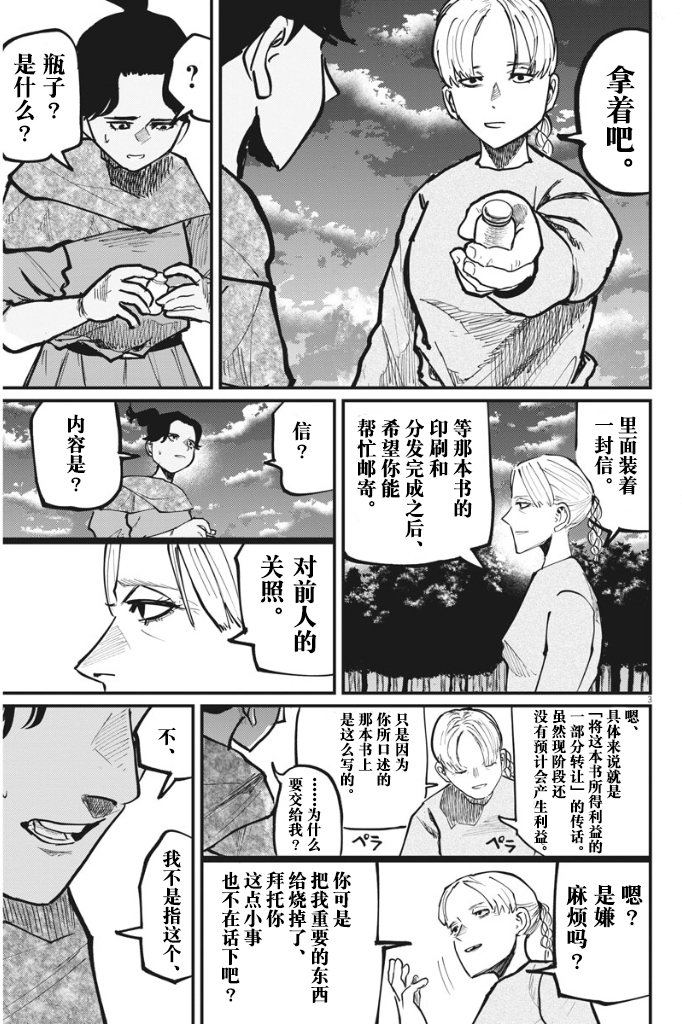 拿着吧。
？
瓶子？
是什么？
里面装着
一封信。
等那本书的
印刷和
分发完成之后、
希望你能
帮忙邮寄。
信？
内容是？
对前人的
关照。
3
嗯、
具体来说就是
「将这本书所得利益的
一部分转让」的传话。
虽然现阶段还
没有预计会产生利益。
只是因为
你所口述的
那本书上
是这么写的。
……为什么
要交给我？
ペラ
ペラ
不、
嗯？
是嫌
麻烦吗？
你可是
把我重要的东西
给烧掉了、
拜托你
这点小事
也不在话下吧？
我不是指这个、